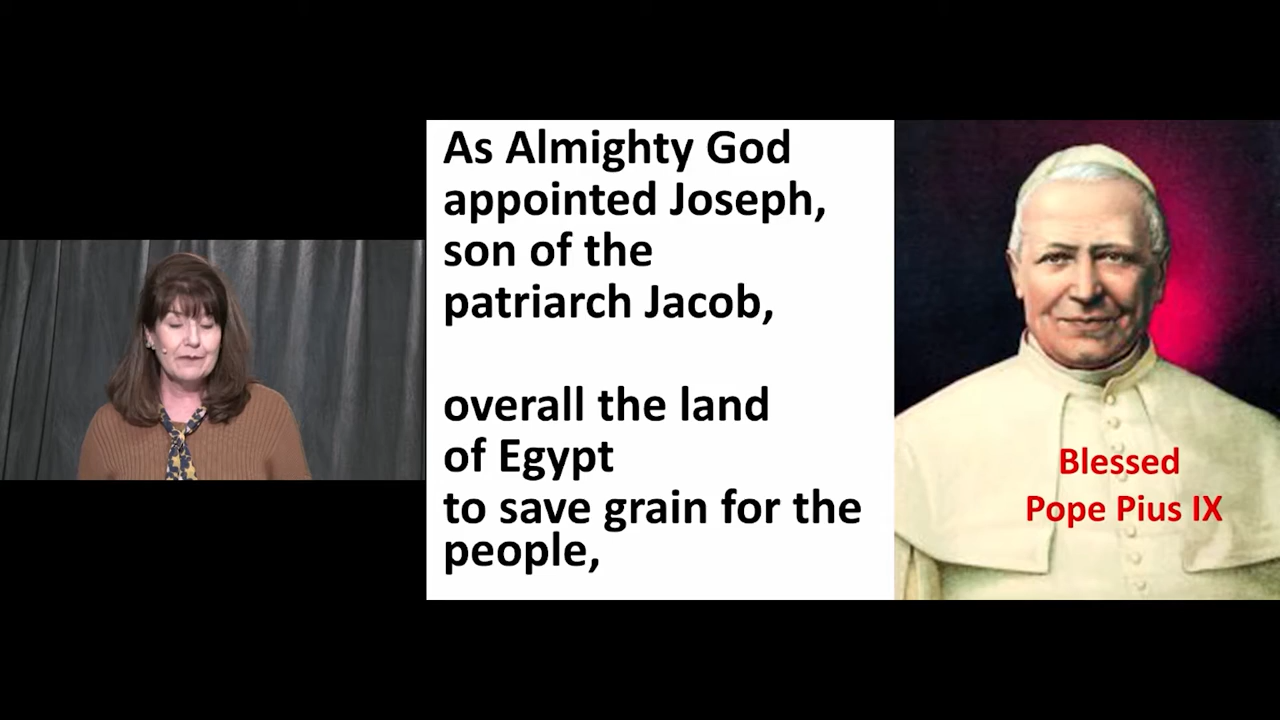 As Almighty God
appointed Joseph,
son of the
patriarch Jacob,
overall the land
of Egypt
to save grain for the
people,
Blessed
Pope Pius IX